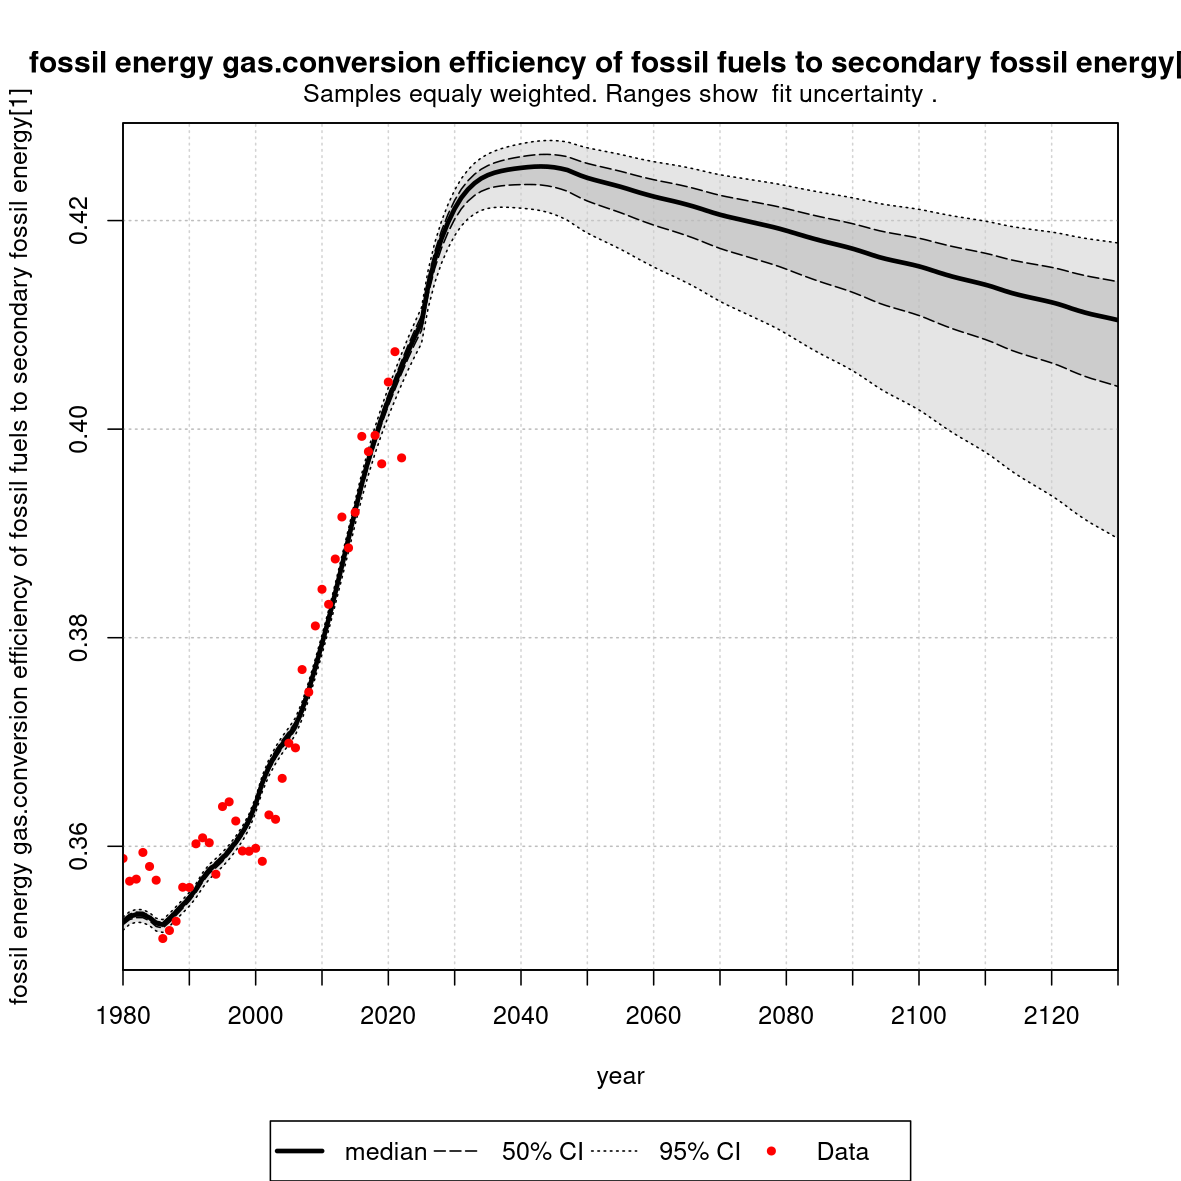 fossil energy gas.conversion efficiency of fossil fuels to secondary fossil energy|
Samples equaly weighted. Ranges show  fit uncertainty .
fossil energy gas.conversion efficiency of fossil fuels to secondary fossil energy[1]
0.42
0.40
0.38
0.36
1980 2000 2020 2040 2060 2080 2100 2120
year
median 50% CI 95% CI Data